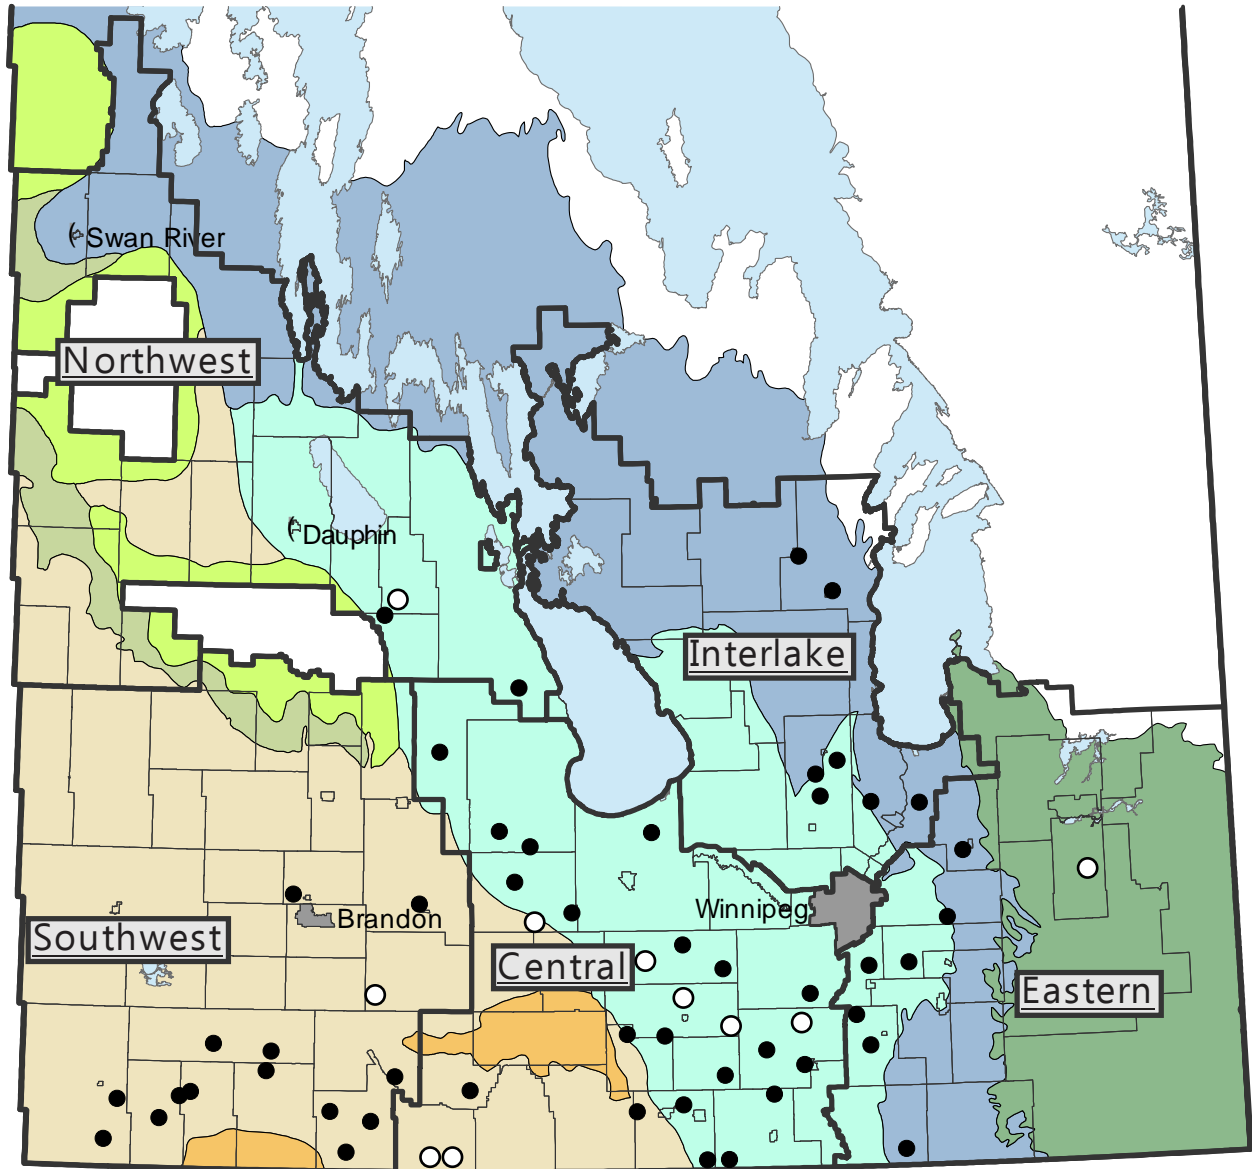 Swan River
Northwest
Dauphin
Interlake
Winnipeg
Brandon
Southwest
Central
Eastern